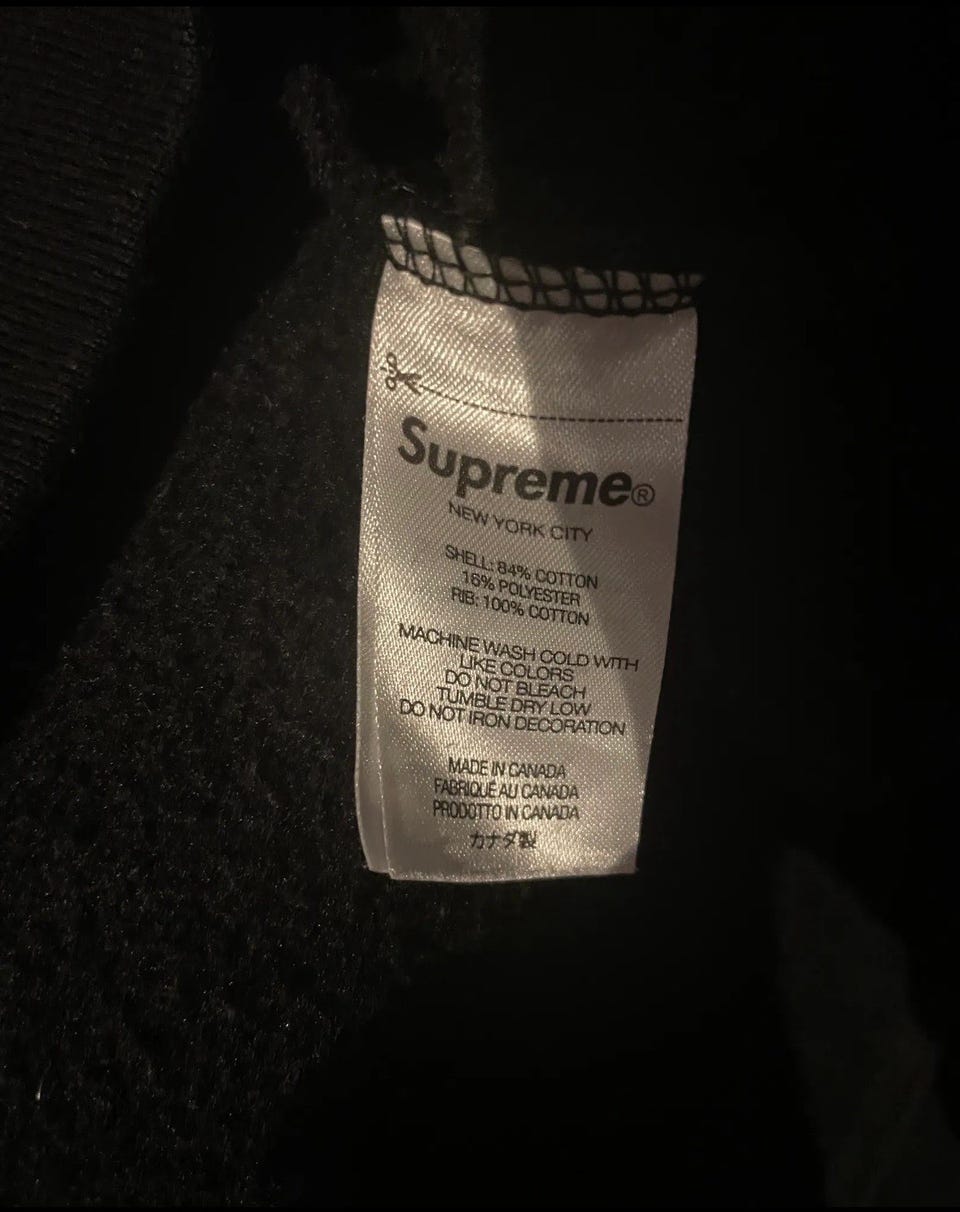 Supreme®
NEW YORK CITY
SHELL: 84% COTTON
16% POLYESTER
RIB: 100% COTTON
MACHINE WASH COLD WITH
LIKE COLORS
DO NOT BLEACH
TUMBLE DRY LOW
DO NOT IRON DECORATION
MADE IN CANADA
FABRIQUÉ AU CANADA
PRODOTTO IN CANADA
カナダ製